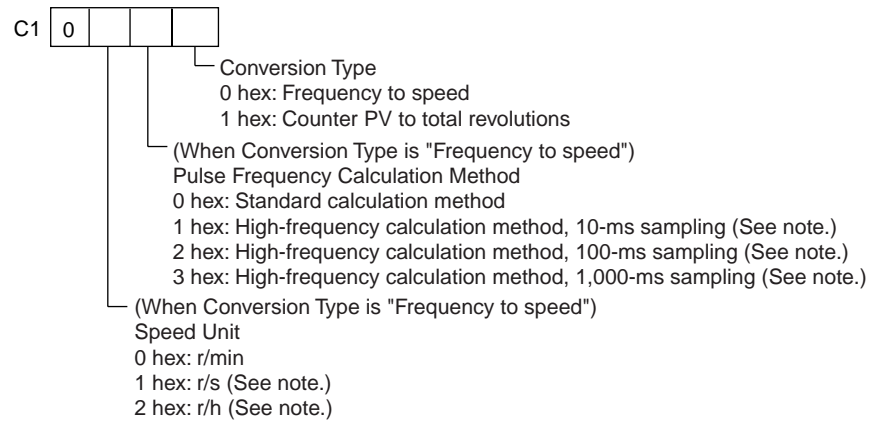 C1 0
Conversion Type
0 hex: Frequency to speed
1 hex: Counter PV to total revolutions
(When Conversion Type is "Frequency to speed")
Pulse Frequency Calculation Method
0 hex: Standard calculation method
1 hex: High-frequency calculation method, 10-ms sampling (See note.)
2 hex: High-frequency calculation method, 100-ms sampling (See note.)
3 hex: High-frequency calculation method, 1,000-ms sampling (See note.)
(When Conversion Type is "Frequency to speed")
Speed Unit
0 hex: r/min
1 hex: r/s (See note.)
2 hex: r/h (See note.)